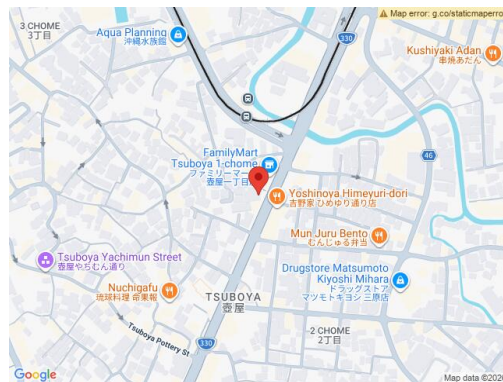 3 CHOME
3丁目
Aqua Planning
沖縄水族館
330
Map error: g.co/staticmaperro
Kushiyaki Adan
串焼あだん
FamilyMart
Tsuboya 1-chome
ファミリーマー
壺屋一丁目
46
Yoshinoya Himeyuri-dori
吉野家 ひめゆり通り店
Mun Juru Bento
むんじゅる弁当
Tsuboya Yachimun Street
壺屋やちむん通り
Drugstore Matsumoto
Kiyoshi Mihara
ドラッグストア
マツモトキヨシ 三原店
Nuchigafu
琉球料理 命果報
TSUBOYA
壺屋
Tsuboya Pottery St
330
2 CHOME
2丁目
Google
Map data ©202